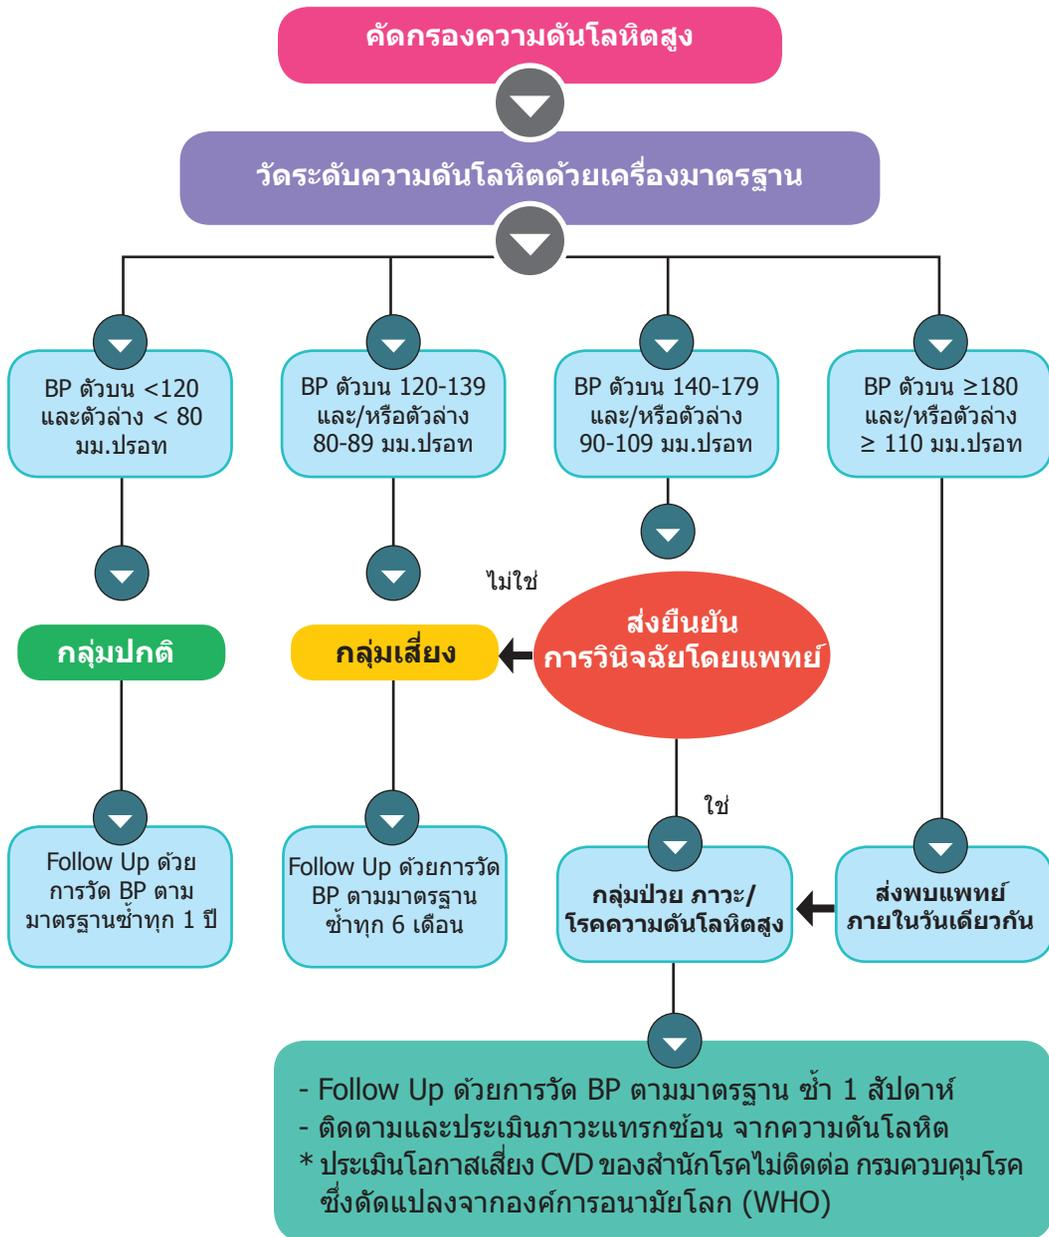 คัดกรองความดันโลหิตสูง
วัดระดับความดันโลหิตด้วยเครื่องมาตรฐาน
BP ตัวบน <120
และตัวล่าง < 80
มม.ปรอท
BP ตัวบน 120-139
และ/หรือตัวล่าง
80-89 มม.ปรอท
BP ตัวบน 140-179
และ/หรือตัวล่าง
90-109 มม.ปรอท
BP ตัวบน ≥180
และ/หรือตัวล่าง
≥ 110 มม.ปรอท
กลุ่มปกติ
กลุ่มเสี่ยง
ไม่ใช่
ส่งยืนยัน
การวินิจฉัยโดยแพทย์
ใช่
Follow Up ด้วย
การวัด BP ตาม
มาตรฐานซ้ำทุก 1 ปี
Follow Up ด้วยการวัด
BP ตามมาตรฐาน
ซ้ำทุก 6 เดือน
กลุ่มป่วย ภาวะ/
โรคความดันโลหิตสูง
ส่งพบแพทย์
ภายในวันเดียวกัน
- Follow Up ด้วยการวัด BP ตามมาตรฐาน ซ้ำ 1 สัปดาห์
- ติดตามและประเมินภาวะแทรกซ้อน จากความดันโลหิต
* ประเมินโอกาสเสี่ยง CVD ของสำนักโรคไม่ติดต่อ กรมควบคุมโรค
ซึ่งดัดแปลงจากองค์การอนามัยโลก (WHO)